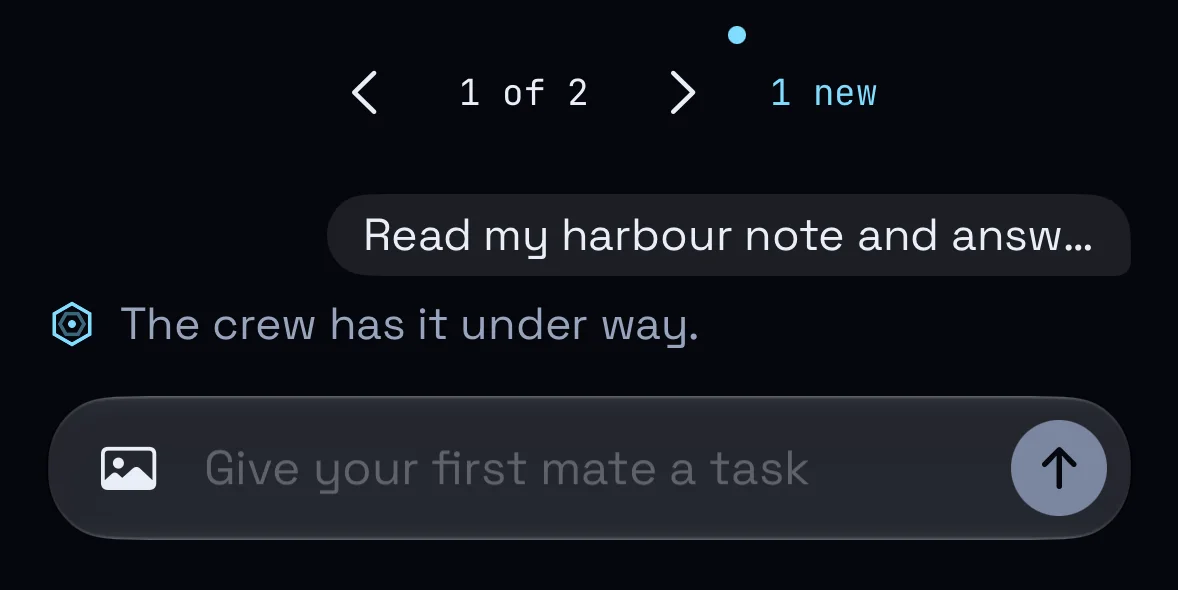 1 of 2 1 new
Read my harbour note and answ…
The crew has it under way.
Give your first mate a task